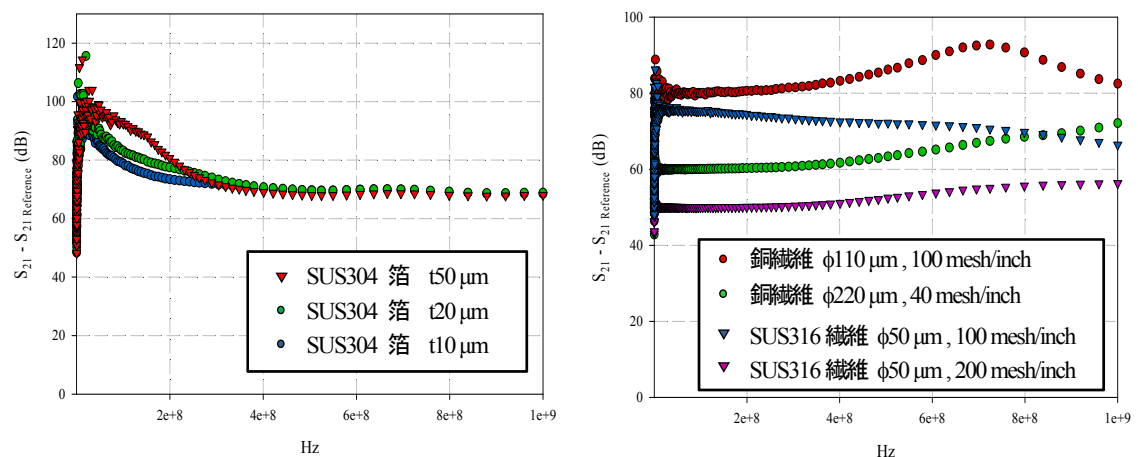 S21 - S21 Reference (dB)
120
100
80
60
40
20
0
SUS304 箔 t50 μm
SUS304 箔 t20 μm
SUS304 箔 t10 μm
2e+8
4e+8
6e+8
8e+8
1e+9
Hz
S21 - S21 Reference (dB)
100
80
60
40
20
0
銅繊維 ϕ110 μm , 100 mesh/inch
銅繊維 ϕ220 μm , 40 mesh/inch
SUS316 繊維 ϕ50 μm , 100 mesh/inch
SUS316 繊維 ϕ50 μm , 200 mesh/inch
2e+8
4e+8
6e+8
8e+8
1e+9
Hz